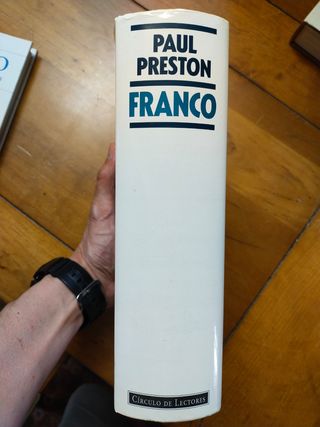 PAUL
PRESTON
FRANCO
CÍRCULO DE LECTORES